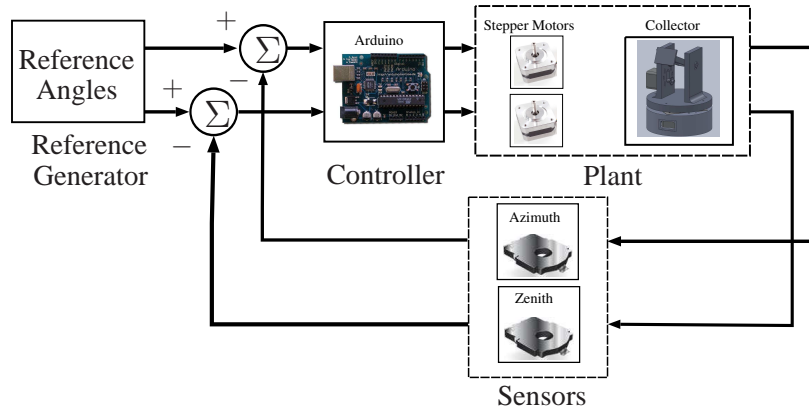 Reference
Angles
Reference
Generator
+
+
−
−
Σ
Σ
Arduino
Controller
Stepper Motors
Collector
Plant
Azimuth
Zenith
Sensors